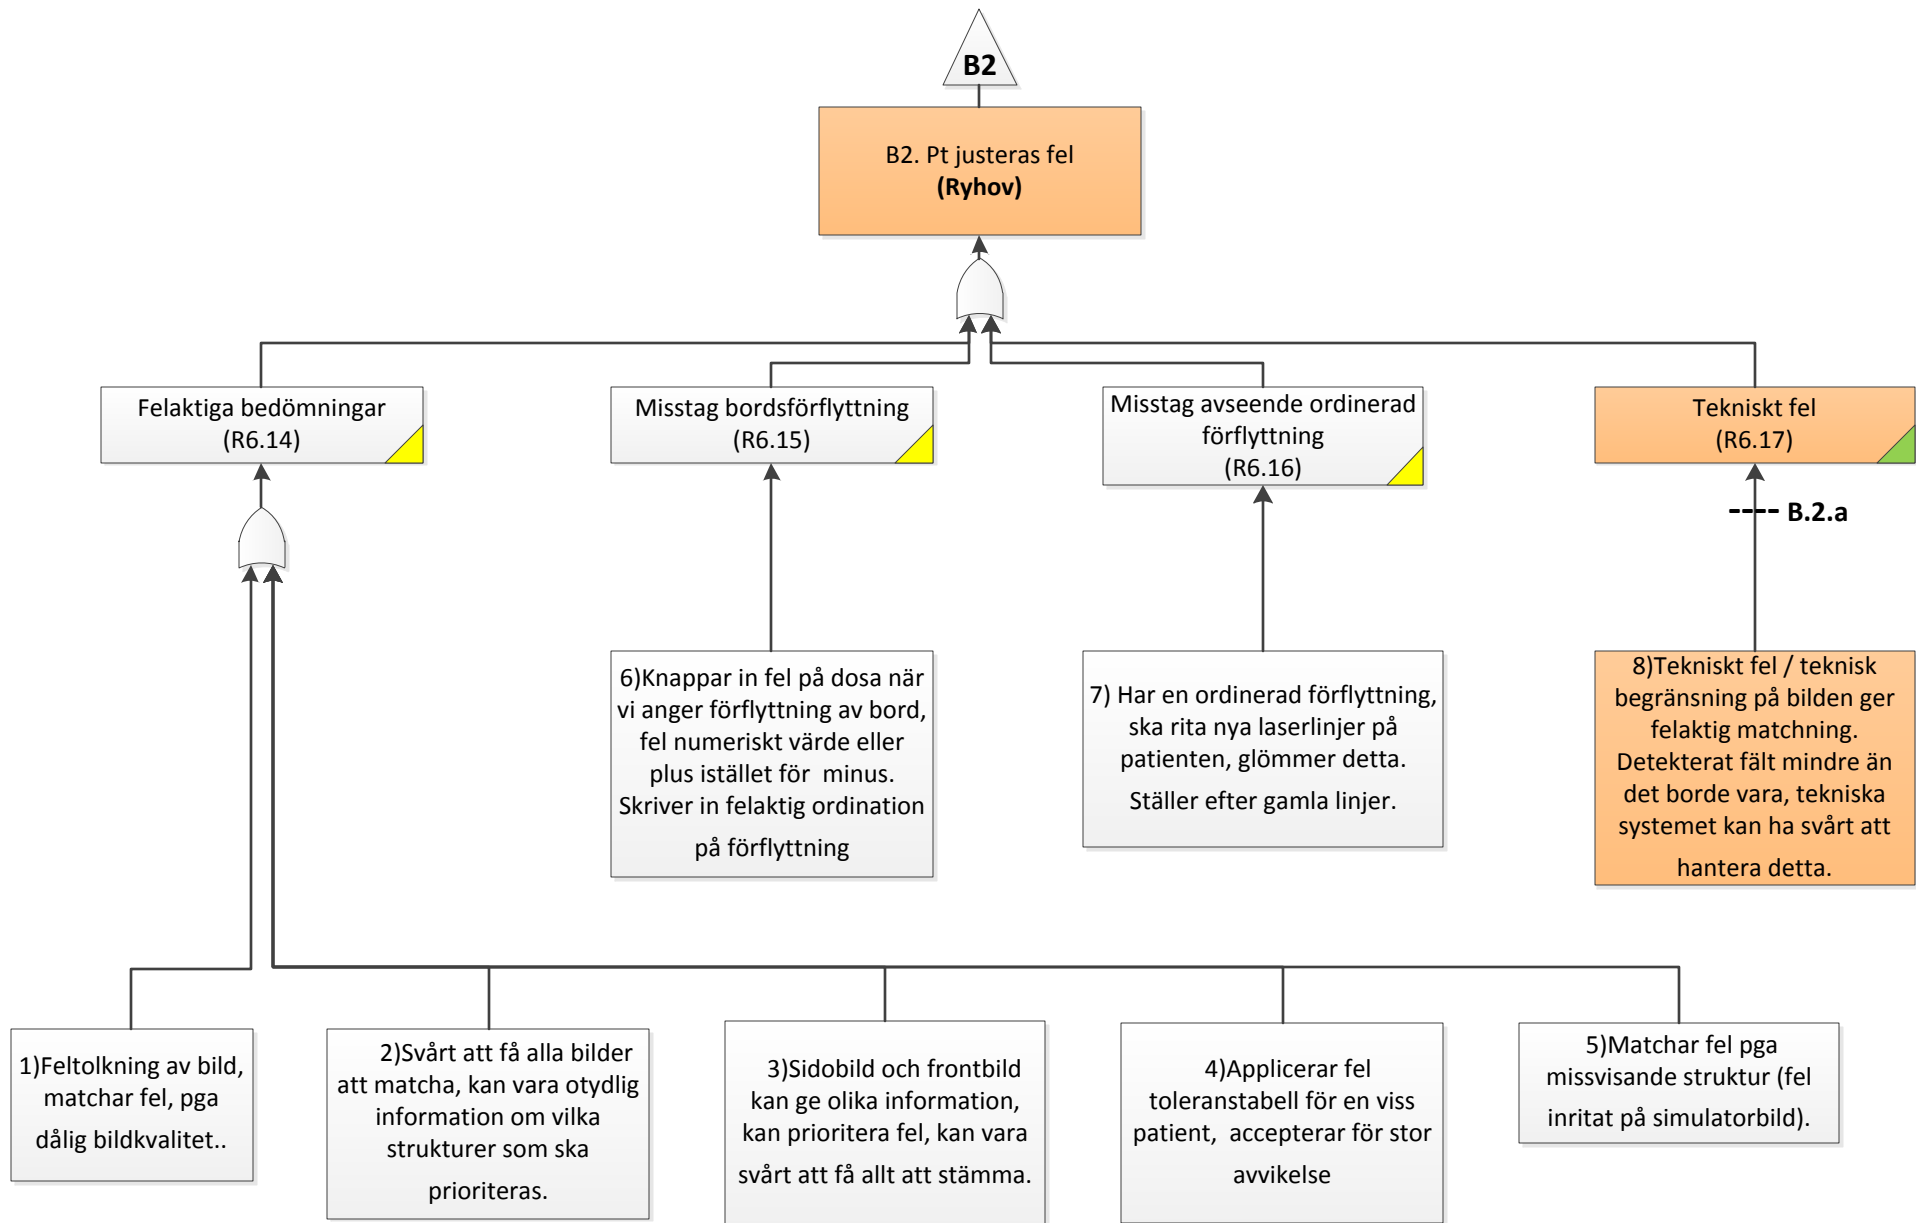 B2
B2. Pt justeras fel
(Ryhov)
Felaktiga bedömningar
(R6.14)
Misstag bordsförflyttning
(R6.15)
Misstag avseende ordinerad
förflyttning
(R6.16)
Tekniskt fel
(R6.17)
B.2.a
6)Knappar in fel på dosa när
vi anger förflyttning av bord,
fel numeriskt värde eller
plus istället för  minus.
Skriver in felaktig ordination
på förflyttning
7) Har en ordinerad förflyttning,
ska rita nya laserlinjer på
patienten, glömmer detta.
Ställer efter gamla linjer.
8)Tekniskt fel / teknisk
begränsning på bilden ger
felaktig matchning.
Detekterat fält mindre än
det borde vara, tekniska
systemet kan ha svårt att
hantera detta.
1)Feltolkning av bild,
matchar fel, pga
dålig bildkvalitet..
2)Svårt att få alla bilder
att matcha, kan vara otydlig
information om vilka
strukturer som ska
prioriteras.
3)Sidobild och frontbild
kan ge olika information,
kan prioritera fel, kan vara
svårt att få allt att stämma.
4)Applicerar fel
toleranstabell för en viss
patient,  accepterar för stor
avvikelse
5)Matchar fel pga
missvisande struktur (fel
inritat på simulatorbild).